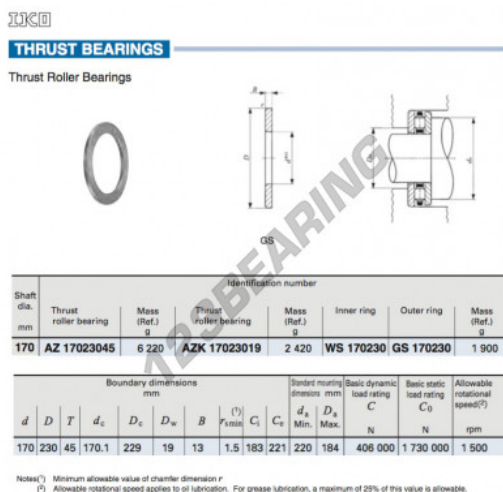 IKO
THRUST BEARINGS
Thrust Roller Bearings
GS
123BEARING
Shaft dia. mm
Identification number
Thrust roller bearing
Mass (Ref.) g
Thrust roller bearing
Mass (Ref.) g
Inner ring
Outer ring
Mass (Ref.) g
170 AZ 17023045 6 220 AZK 17023019 2 420 WS 170230 GS 170230 1 900
Boundary dimensions mm
Standard mounting dimensions mm
Basic dynamic load rating C N
Basic static load rating C0 N
Allowable rotational speed(2) rpm
d D T dc Dc Dw B rs min(1) Ci Ce da Min. Da Max.
170 230 45 170.1 229 19 13 1.5 183 221 220 184 406 000 1 730 000 1 500
Notes(1) Minimum allowable value of chamfer dimension r
(2) Allowable rotational speed applies to oil lubrication. For grease lubrication, a maximum of 25% of this value is allowable.